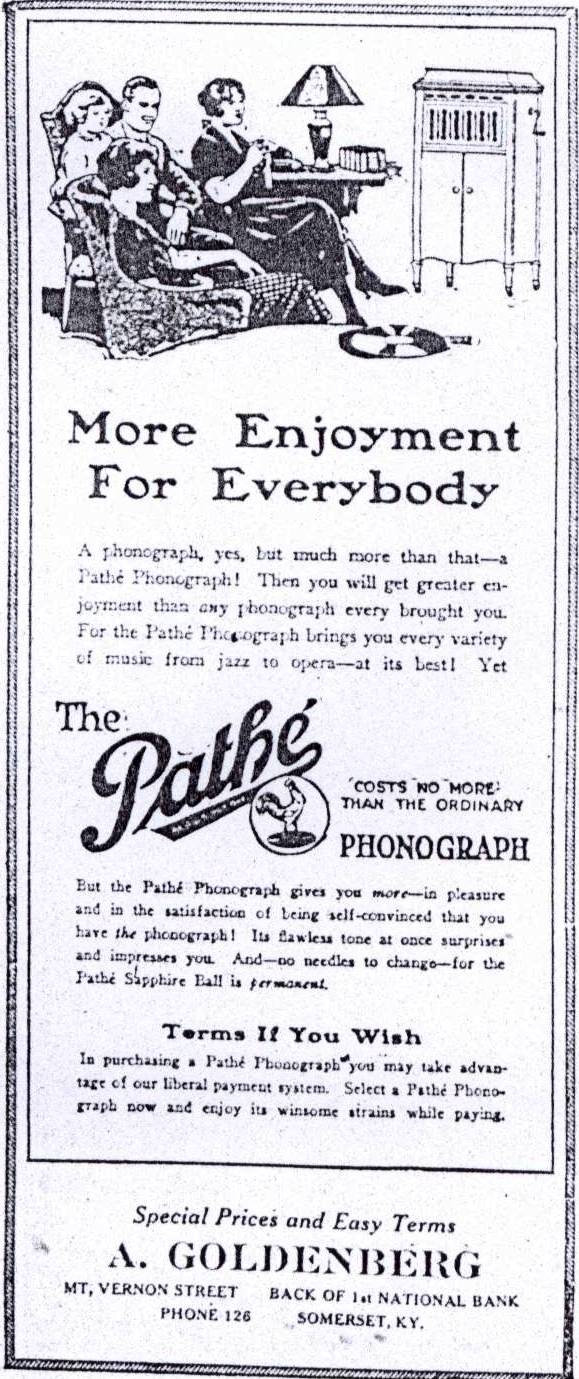 More Enjoyment
For Everybody
A phonograph, yes, but much more than that—a
Pathé Phonograph! Then you will get greater en-
joyment than any phonograph every brought you.
For the Pathé Phonograph brings you every variety
of music from jazz to opera—at its best! Yet
The
Pathé
COSTS NO MORE
THAN THE ORDINARY
PHONOGRAPH
But the Pathé Phonograph gives you more—in pleasure
and in the satisfaction of being self-convinced that you
have the phonograph! Its flawless tone at once surprises
and impresses you. And—no needles to change—for the
Pathé Sapphire Ball is permanent.
Terms If You Wish
In purchasing a Pathé Phonograph you may take advan-
tage of our liberal payment system. Select a Pathé Phono-
graph now and enjoy its winsome strains while paying.
Special Prices and Easy Terms
A. GOLDENBERG
MT, VERNON STREET BACK OF 1st NATIONAL BANK
PHONE 126 SOMERSET, KY.